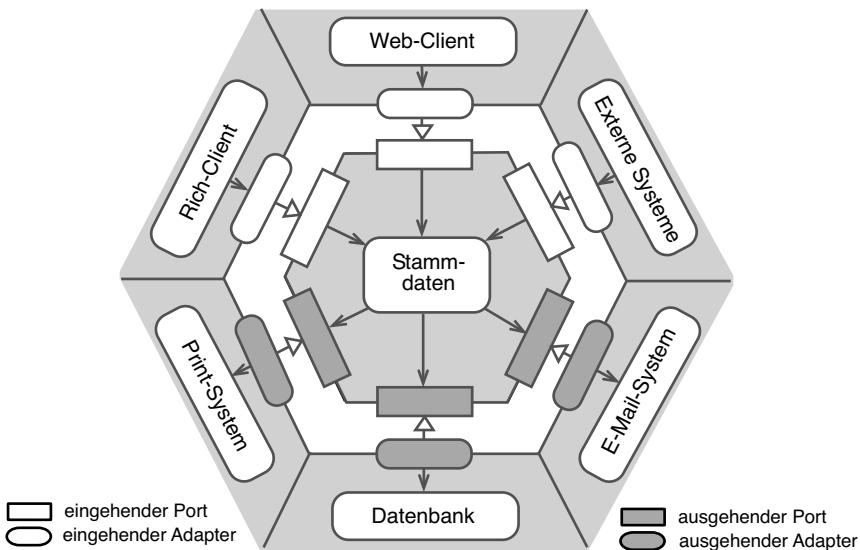 Web-Client
Rich-Client
Externe Systeme
Stamm-
daten
Print-System
E-Mail-System
Datenbank
eingehender Port
eingehender Adapter
ausgehender Port
ausgehender Adapter